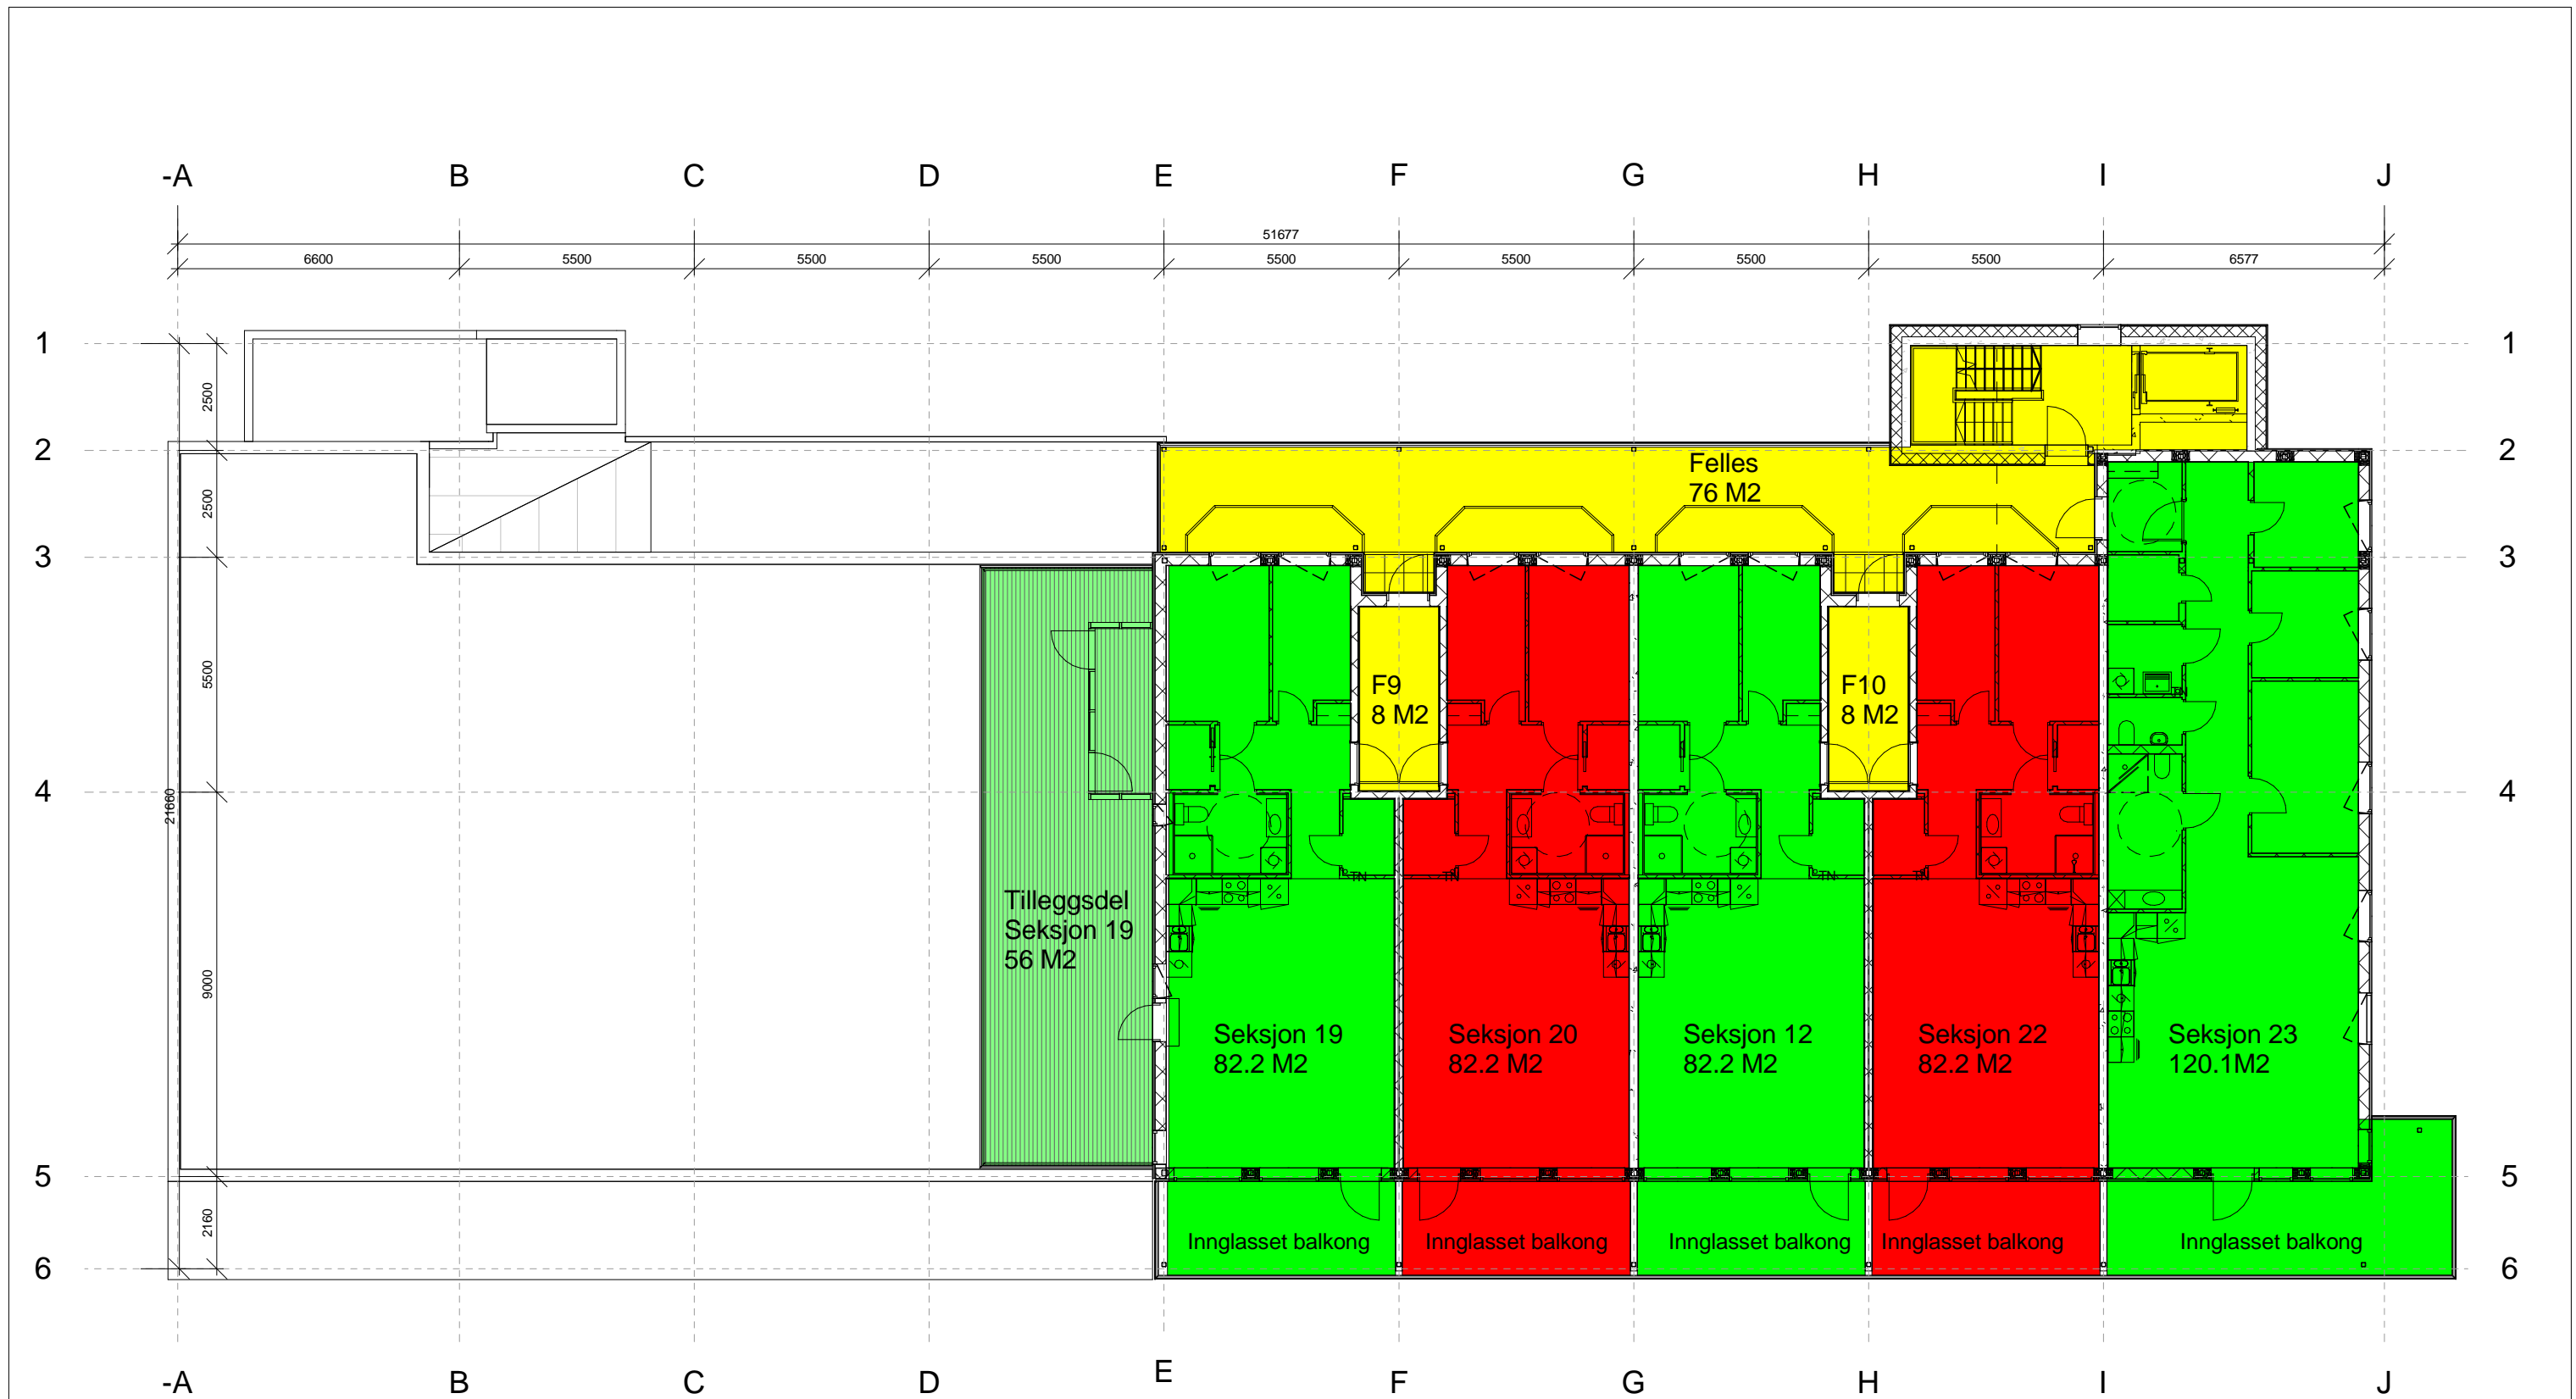 -A B C D E F G H I J
51677
6600 5500 5500 5500 5500 5500 5500 5500 6577
1 1
2500
2 2
Felles
76 M2
2500
3 3
5500
F9
8 M2
F10
8 M2
TN
4 4
21660
TN TN TN
Tilleggsdel
Seksjon 19
56 M2
9000
Seksjon 19
82.2 M2
Seksjon 20
82.2 M2
Seksjon 12
82.2 M2
Seksjon 22
82.2 M2
Seksjon 23
120.1M2
5 5
2160
Innglasset balkong Innglasset balkong Innglasset balkong Innglasset balkong Innglasset balkong
6 6
-A B C D E F G H I J